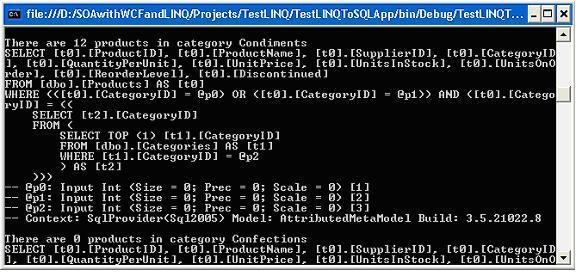 file:///D:/SOAwithWCFandLINQ/Projects/TestLINQ/TestLINQToSQLApp/bin/Debug/TestLINQT...
There are 12 products in category Condiments
SELECT [t0].[ProductID], [t0].[ProductName], [t0].[SupplierID], [t0].[CategoryID
], [t0].[QuantityPerUnit], [t0].[UnitPrice], [t0].[UnitsInStock], [t0].[UnitsOnO
rder], [t0].[ReorderLevel], [t0].[Discontinued]
FROM [dbo].[Products] AS [t0]
WHERE (([t0].[CategoryID] = @p0) OR ([t0].[CategoryID] = @p1)) AND ([t0].[Catego
ryID] = ((
    SELECT [t2].[CategoryID]
    FROM (
        SELECT TOP (1) [t1].[CategoryID]
        FROM [dbo].[Categories] AS [t1]
        WHERE [t1].[CategoryID] = @p2
        ) AS [t2]
    )))
-- @p0: Input Int (Size = 0; Prec = 0; Scale = 0) [1]
-- @p1: Input Int (Size = 0; Prec = 0; Scale = 0) [2]
-- @p2: Input Int (Size = 0; Prec = 0; Scale = 0) [3]
-- Context: SqlProvider(Sql2005) Model: AttributedMetaModel Build: 3.5.21022.8
There are 0 products in category Confections
SELECT [t0].[ProductID], [t0].[ProductName], [t0].[SupplierID], [t0].[CategoryID
], [t0].[QuantityPerUnit], [t0].[UnitPrice], [t0].[UnitsInStock], [t0].[UnitsOnO